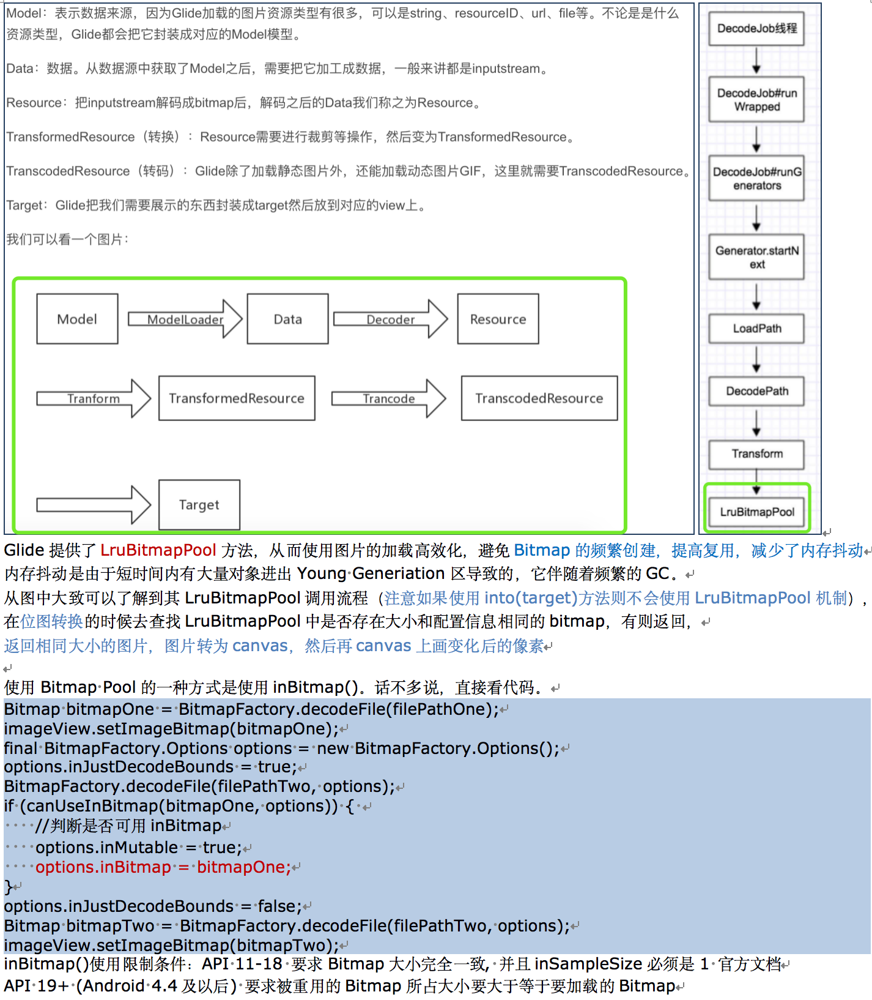 Model：表示数据来源，因为Glide加载的图片资源类型有很多，可以是string、resourceID、url、file等。不论是是什么
资源类型，Glide都会把它封装成对应的Model模型。
Data：数据。从数据源中获取了Model之后，需要把它加工成数据，一般来讲都是inputstream。
Resource：把inputstream解码成bitmap后，解码之后的Data我们称之为Resource。
TransformedResource（转换）：Resource需要进行裁剪等操作，然后变为TransformedResource。
TranscodedResource（转码）：Glide除了加载静态图片外，还能加载动态图片GIF，这里就需要TranscodedResource。
Target：Glide把我们需要展示的东西封装成target然后放到对应的view上。
我们可以看一个图片：
Model
ModelLoader
Data
Decoder
Resource
Tranform
TransformedResource
Trancode
TranscodedResource
Target
DecodeJob线程
DecodeJob#run
Wrapped
DecodeJob#runG
enerators
Generator.startN
ext
LoadPath
DecodePath
Transform
LruBitmapPool
Glide 提供了 LruBitmapPool 方法，从而使用图片的加载高效化，避免 Bitmap 的频繁创建，提高复用，减少了内存抖动
内存抖动是由于短时间内有大量对象进出 Young Generiation 区导致的，它伴随着频繁的 GC。
从图中大致可以了解到其 LruBitmapPool 调用流程（注意如果使用 into(target)方法则不会使用 LruBitmapPool 机制），
在位图转换的时候去查找 LruBitmapPool 中是否存在大小和配置信息相同的 bitmap，有则返回，
返回相同大小的图片，图片转为 canvas，然后再 canvas 上画变化后的像素
使用 Bitmap Pool 的一种方式是使用 inBitmap()。话不多说，直接看代码。
Bitmap bitmapOne = BitmapFactory.decodeFile(filePathOne);
imageView.setImageBitmap(bitmapOne);
final BitmapFactory.Options options = new BitmapFactory.Options();
options.inJustDecodeBounds = true;
BitmapFactory.decodeFile(filePathTwo, options);
if (canUseInBitmap(bitmapOne, options)) {
    //判断是否可用 inBitmap
    options.inMutable = true;
    options.inBitmap = bitmapOne;
}
options.inJustDecodeBounds = false;
Bitmap bitmapTwo = BitmapFactory.decodeFile(filePathTwo, options);
imageView.setImageBitmap(bitmapTwo);
inBitmap()使用限制条件：API 11-18 要求 Bitmap 大小完全一致, 并且 inSampleSize 必须是 1 官方文档
API 19+ (Android 4.4 及以后) 要求被重用的 Bitmap 所占大小要大于等于要加载的 Bitmap